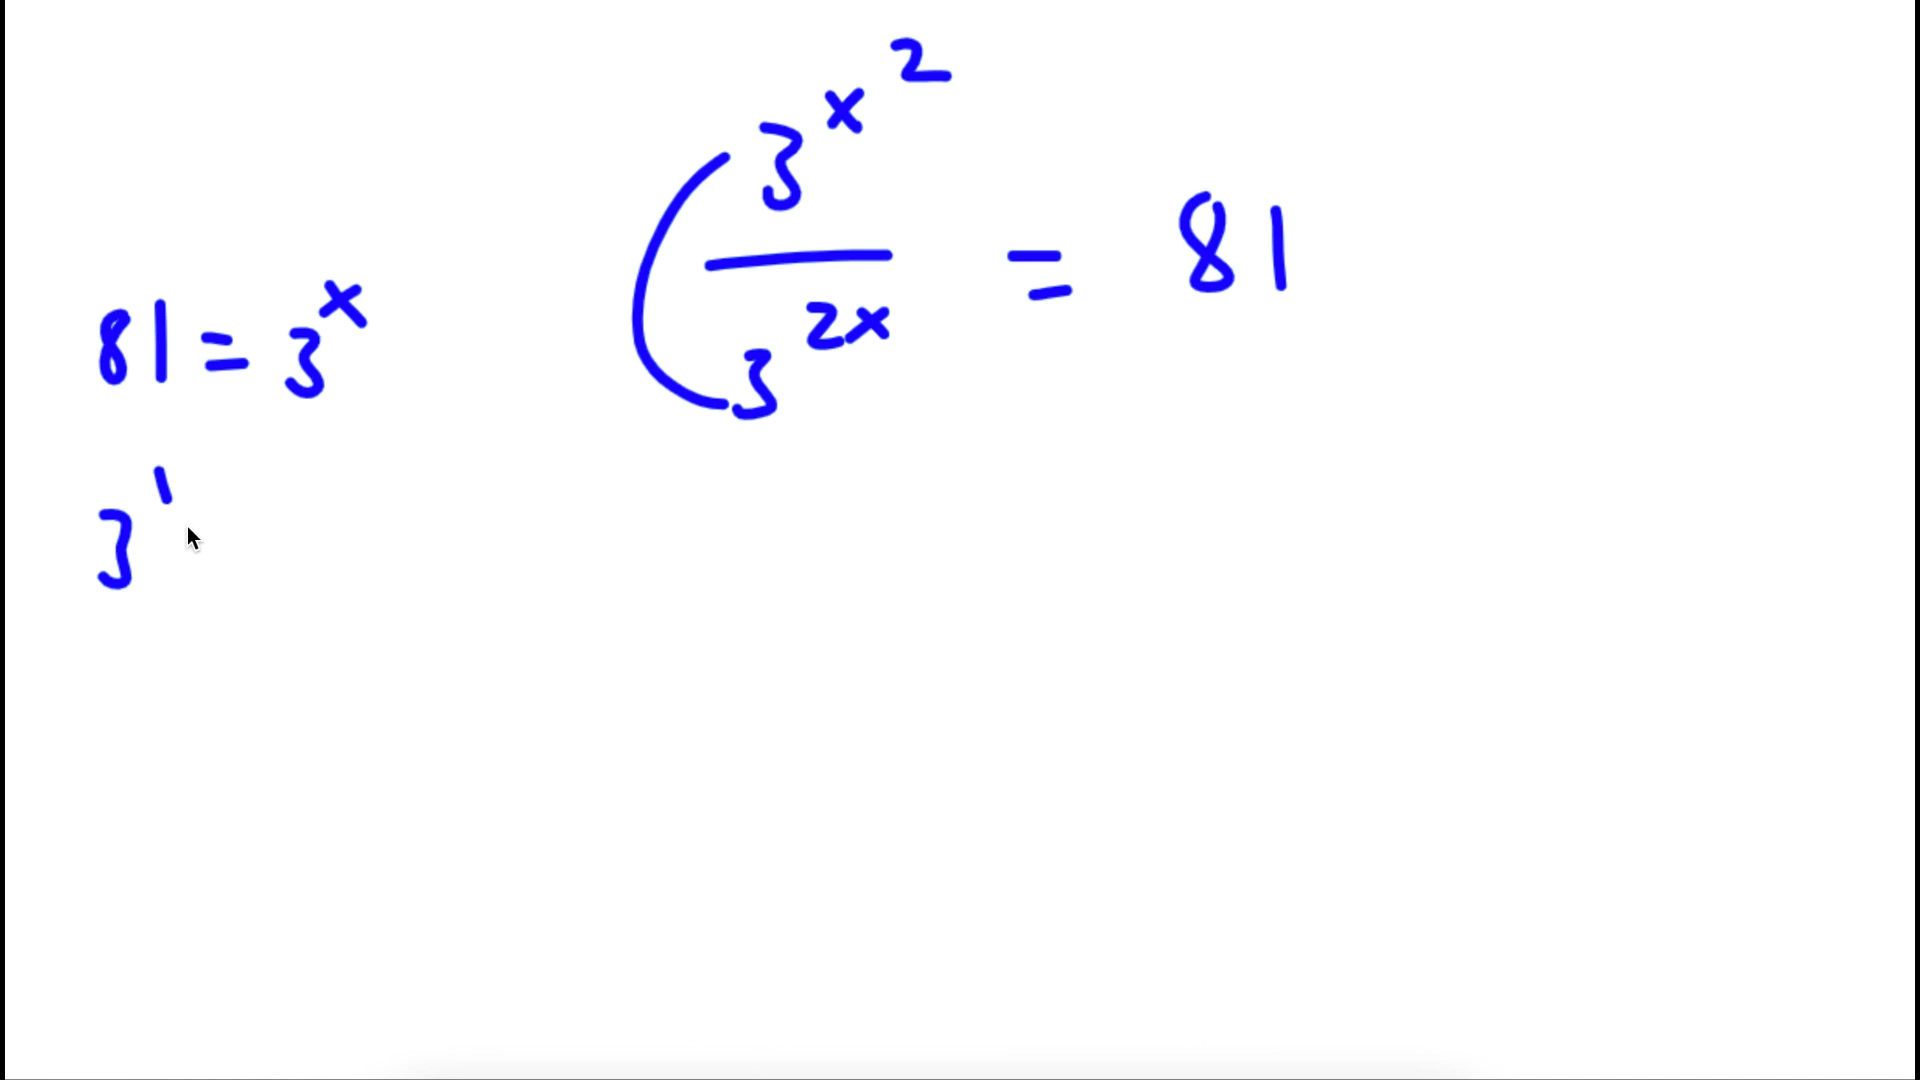 3^x^2 / 3^2x = 81
81 = 3^x
3^1